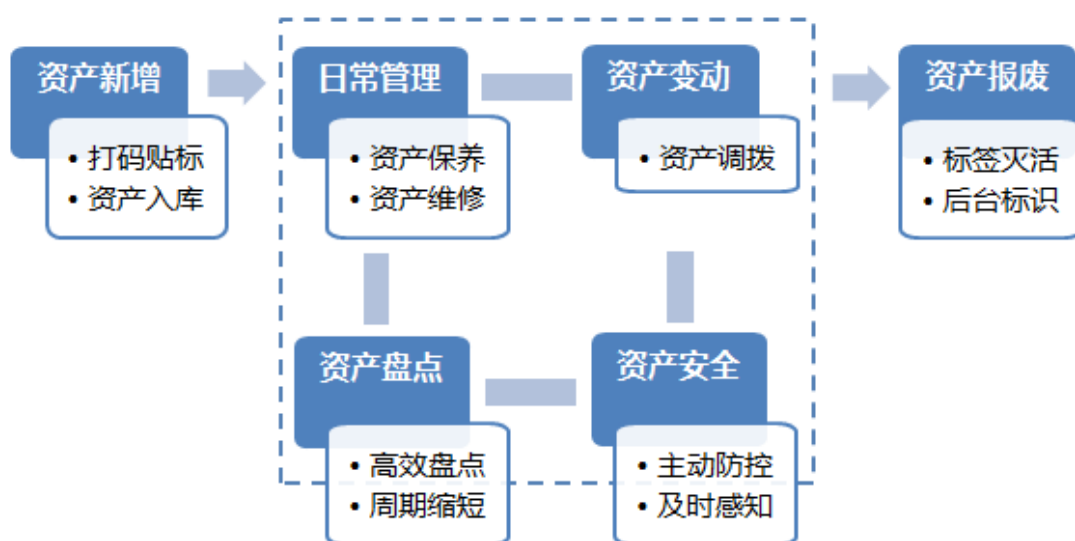 资产新增
• 打码贴标
• 资产入库
日常管理
• 资产保养
• 资产维修
资产变动
• 资产调拨
资产报废
• 标签灭活
• 后台标识
资产盘点
• 高效盘点
• 周期缩短
资产安全
• 主动防控
• 及时感知